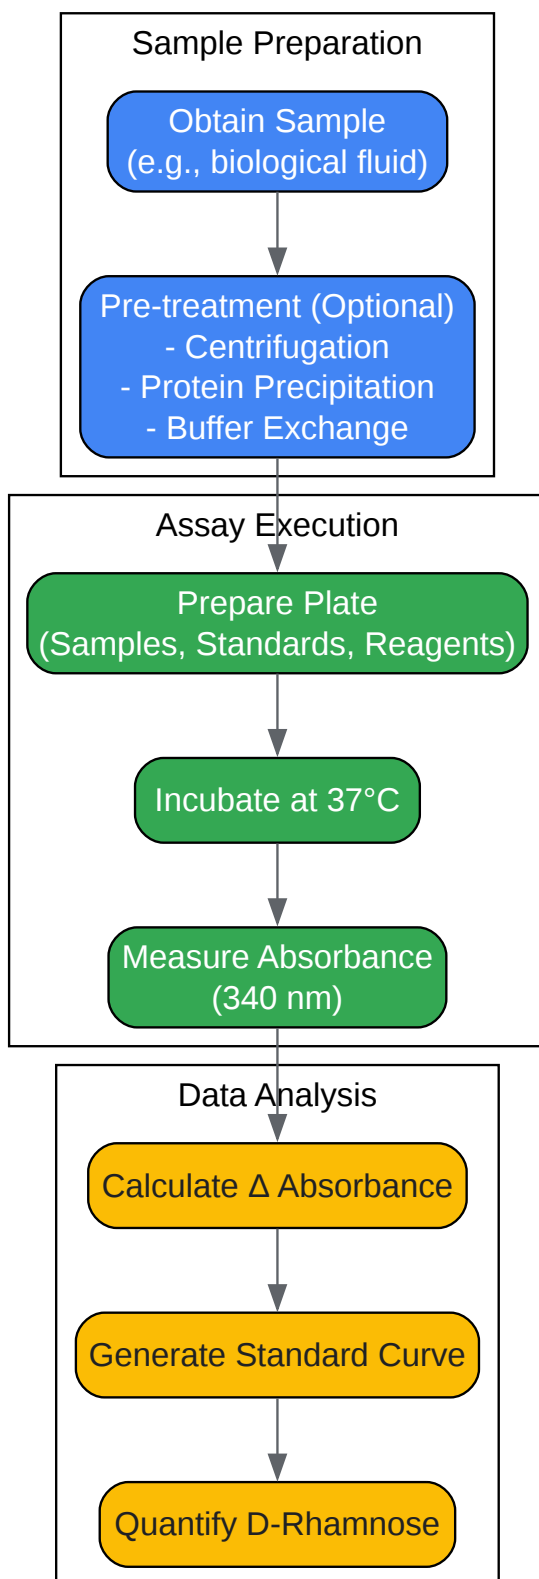 Sample Preparation
Obtain Sample
(e.g., biological fluid)
Pre-treatment (Optional)
- Centrifugation
- Protein Precipitation
- Buffer Exchange
Assay Execution
Prepare Plate
(Samples, Standards, Reagents)
Incubate at 37°C
Measure Absorbance
(340 nm)
Data Analysis
Calculate Δ Absorbance
Generate Standard Curve
Quantify D-Rhamnose